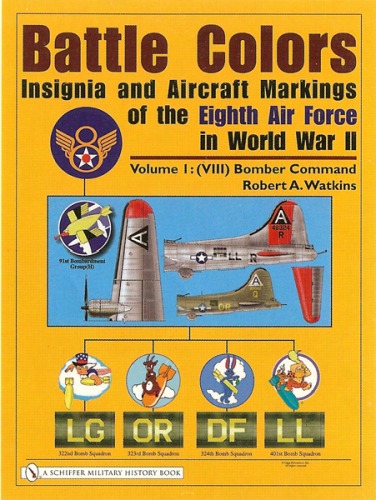 Battle Colors
Insignia and Aircraft Markings
of the Eighth Air Force
in World War II
Volume 1: (VIII) Bomber Command
Robert A. Watkins
8
91st Bombardment
Group(H)
A
A
LL R
R
A
Q
LG
OR
DF
LL
322nd Bomb Squadron
323rd Bomb Squadron
324th Bomb Squadron
401st Bomb Squadron
A SCHIFFER MILITARY HISTORY BOOK